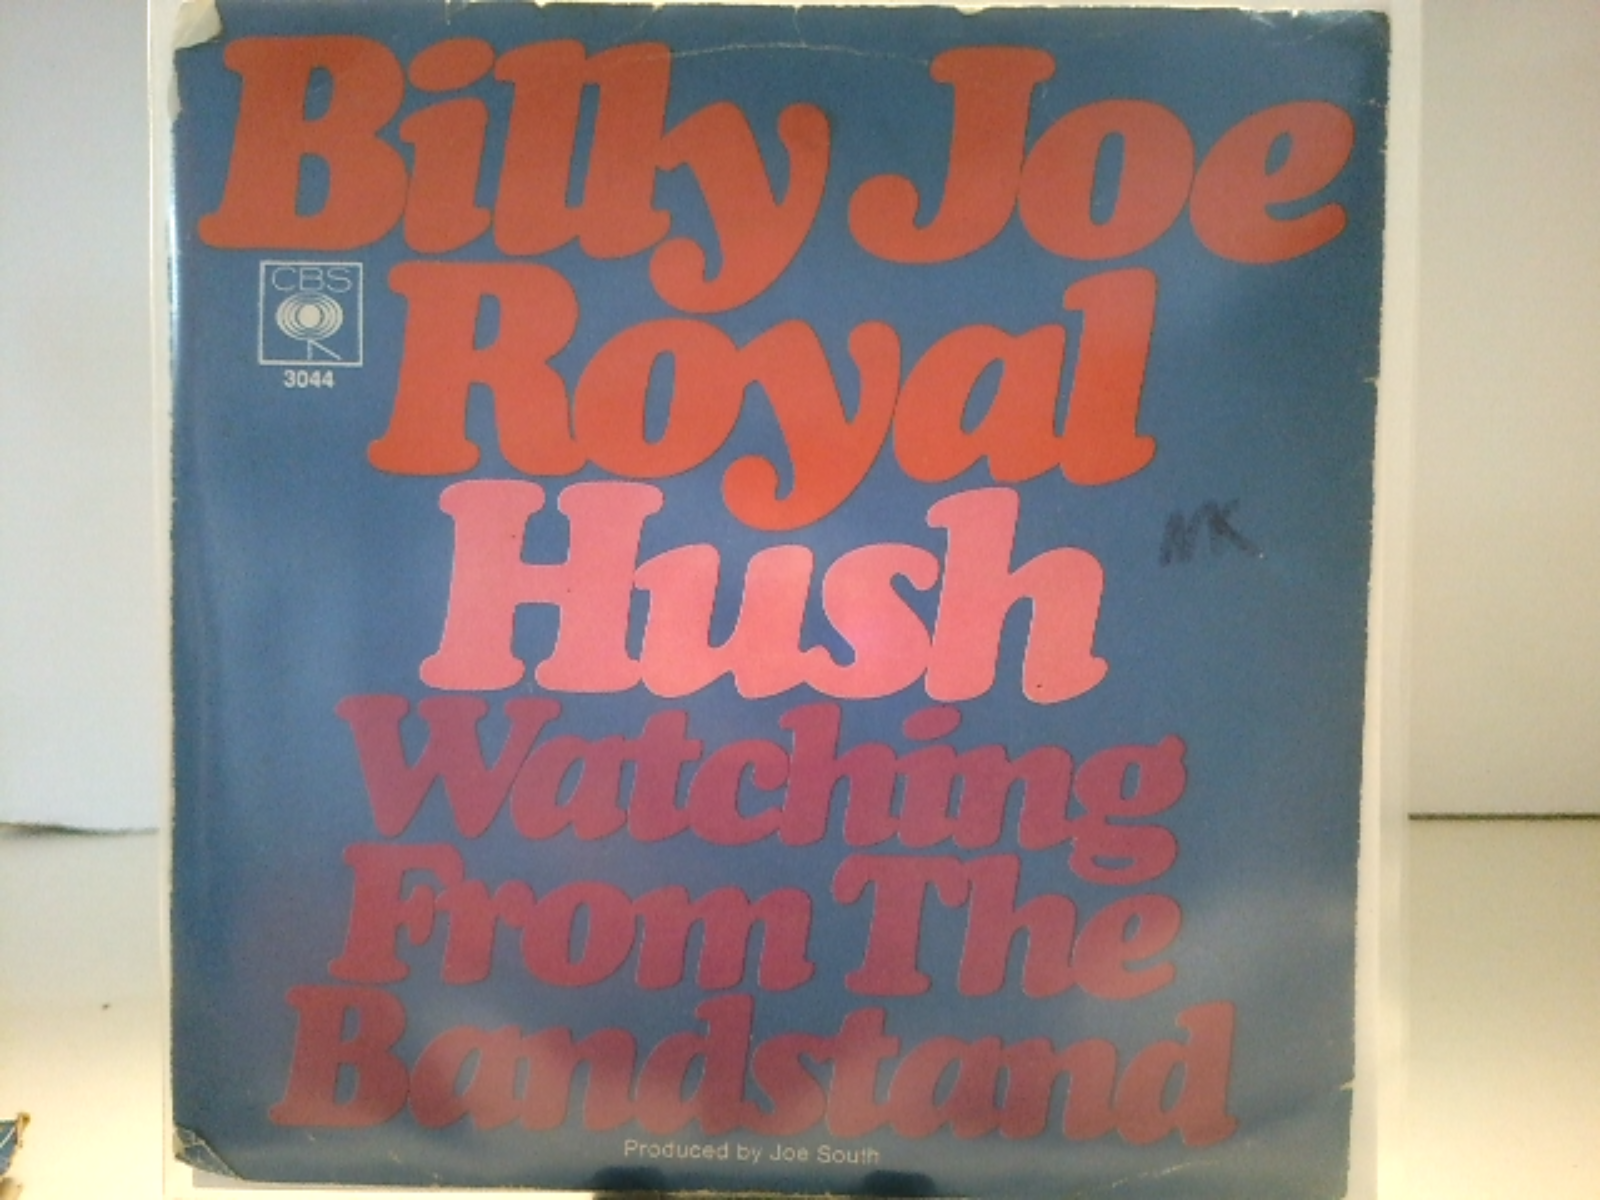 Billy Joe
CBS
Royal
3044
Hush
Watching
From The
Bandstand
Produced by Joe South